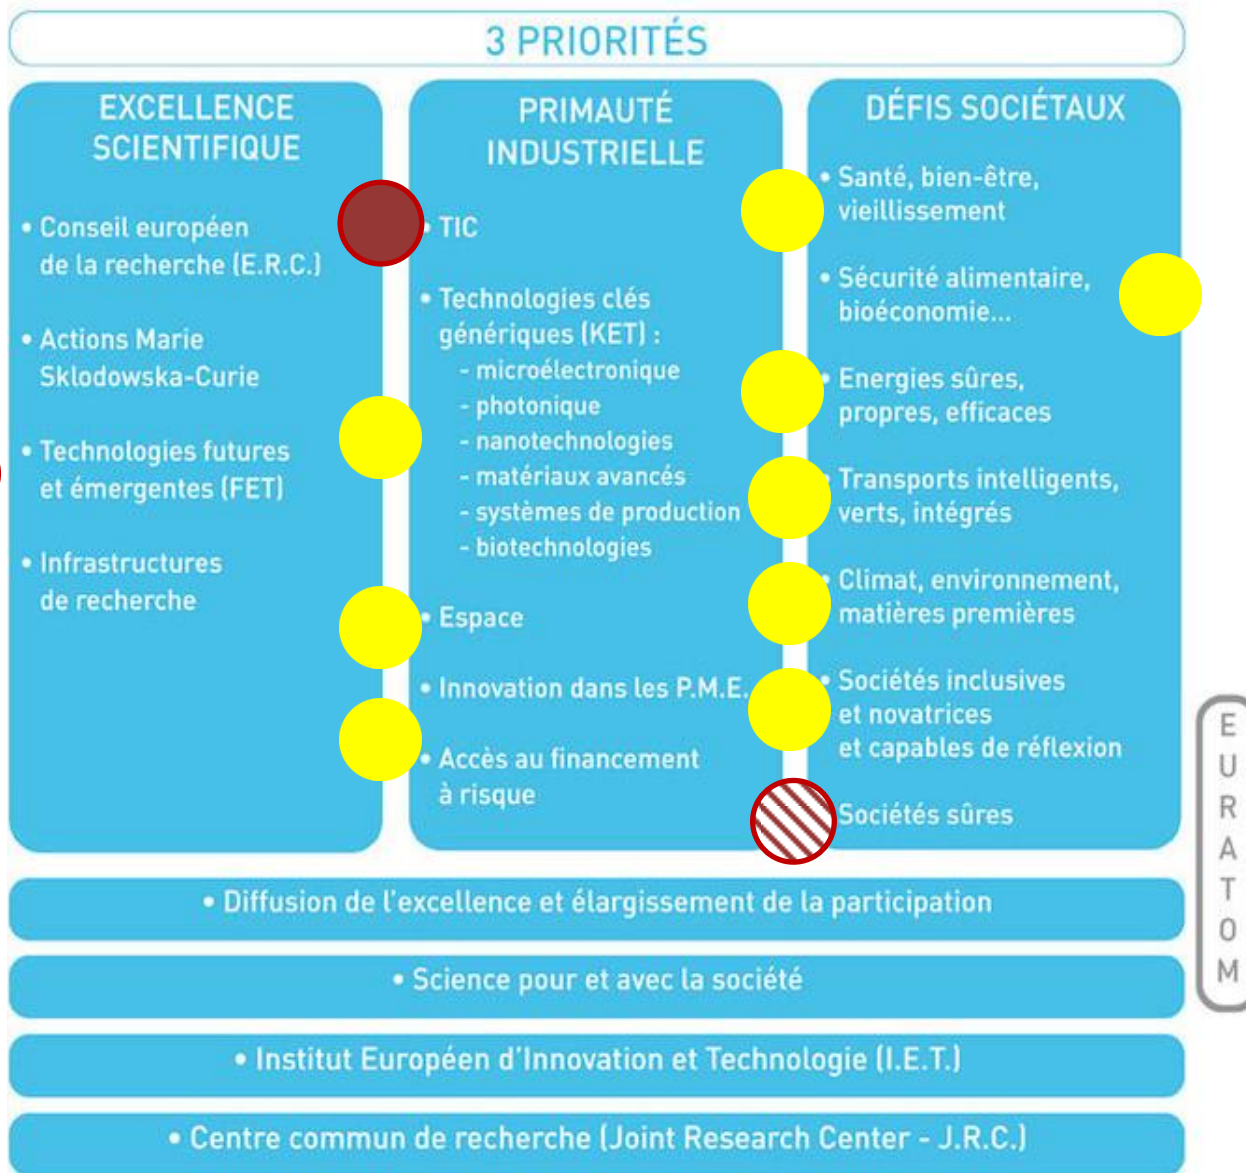 3 PRIORITÉS
EXCELLENCE
SCIENTIFIQUE
• Conseil européen
de la recherche (E.R.C.)
• Actions Marie
Sklodowska-Curie
• Technologies futures
et émergentes (FET)
• Infrastructures
de recherche
PRIMAUTÉ
INDUSTRIELLE
• TIC
• Technologies clés
génériques (KET) :
- microélectronique
- photonique
- nanotechnologies
- matériaux avancés
- systèmes de production
- biotechnologies
• Espace
• Innovation dans les P.M.E.
• Accès au financement
à risque
DÉFIS SOCIÉTAUX
• Santé, bien-être,
vieillissement
• Sécurité alimentaire,
bioéconomie...
• Energies sûres,
propres, efficaces
Transports intelligents,
verts, intégrés
• Climat, environnement,
matières premières
• Sociétés inclusives
et novatrices
et capables de réflexion
Sociétés sûres
EURATOM
• Diffusion de l'excellence et élargissement de la participation
• Science pour et avec la société
• Institut Européen d'Innovation et Technologie (I.E.T.)
• Centre commun de recherche (Joint Research Center - J.R.C.)